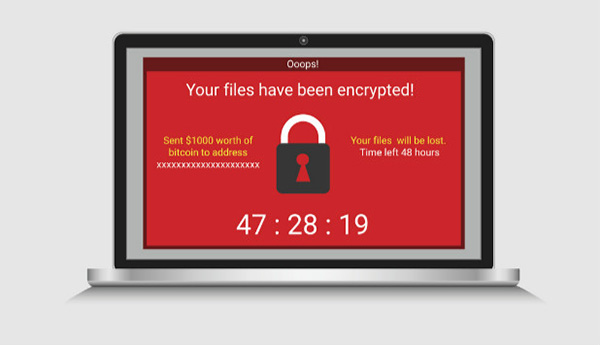 Ooops!
Your files have been encrypted!
Sent $1000 worth of
bitcoin to address
xxxxxxxxxxxxxxxxxxxxx
Your files will be lost.
Time left 48 hours
47 : 28 : 19